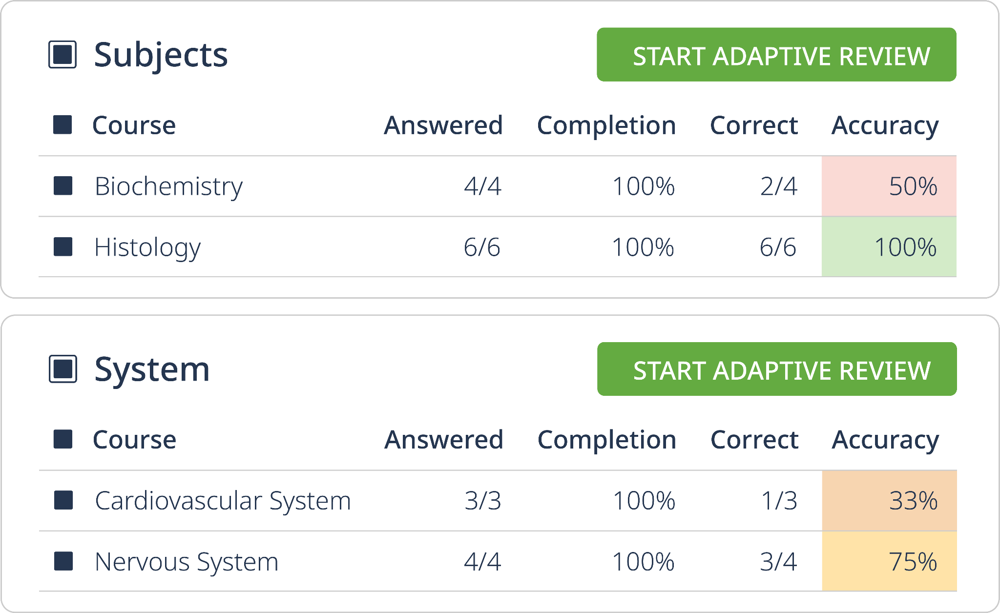 Subjects
START ADAPTIVE REVIEW
Course Answered Completion Correct Accuracy
Biochemistry 4/4 100% 2/4 50%
Histology 6/6 100% 6/6 100%
System
START ADAPTIVE REVIEW
Course Answered Completion Correct Accuracy
Cardiovascular System 3/3 100% 1/3 33%
Nervous System 4/4 100% 3/4 75%